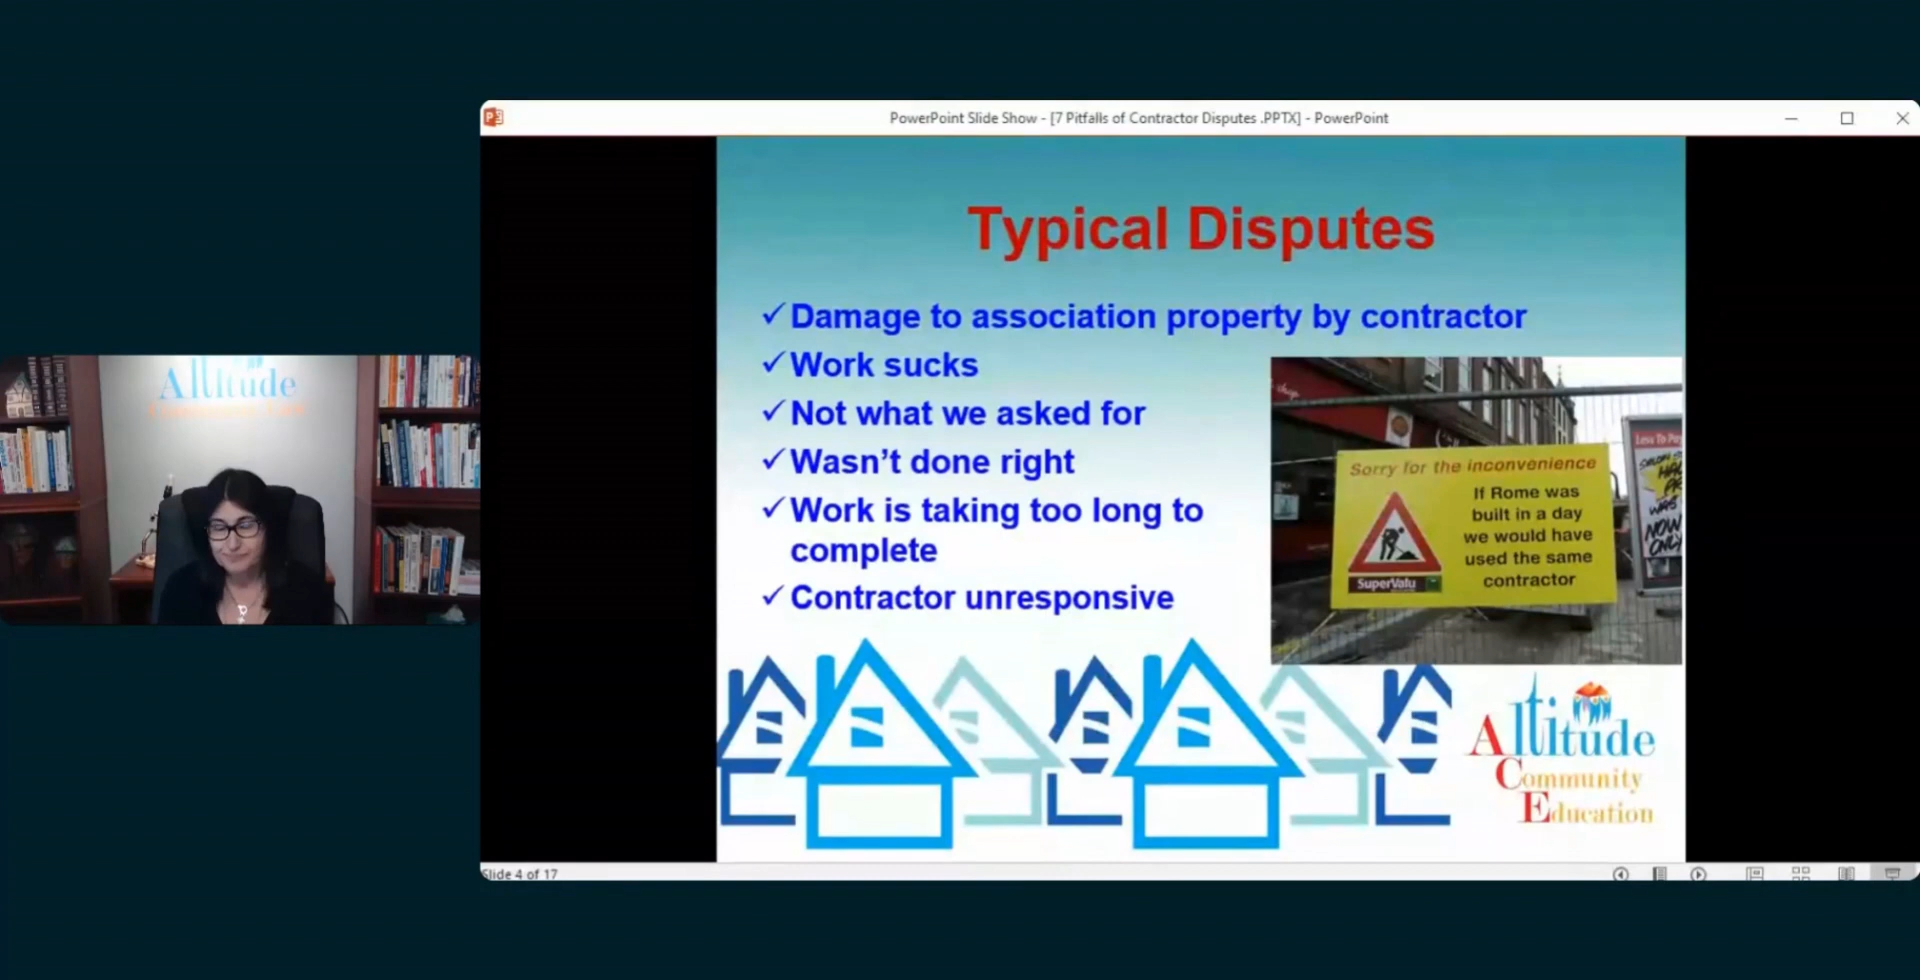 PowerPoint Slide Show - [7 Pitfalls of Contractor Disputes .PPTX] - PowerPoint
Typical Disputes
✓Damage to association property by contractor
✓Work sucks
✓Not what we asked for
✓Wasn't done right
✓Work is taking too long to
complete
✓Contractor unresponsive
Sorry for the inconvenience
If Rome was
built in a day
we would have
used the same
contractor
SuperValu
NOW
ONLY
Altitude
Altitude
Community
Education
Slide 4 of 17